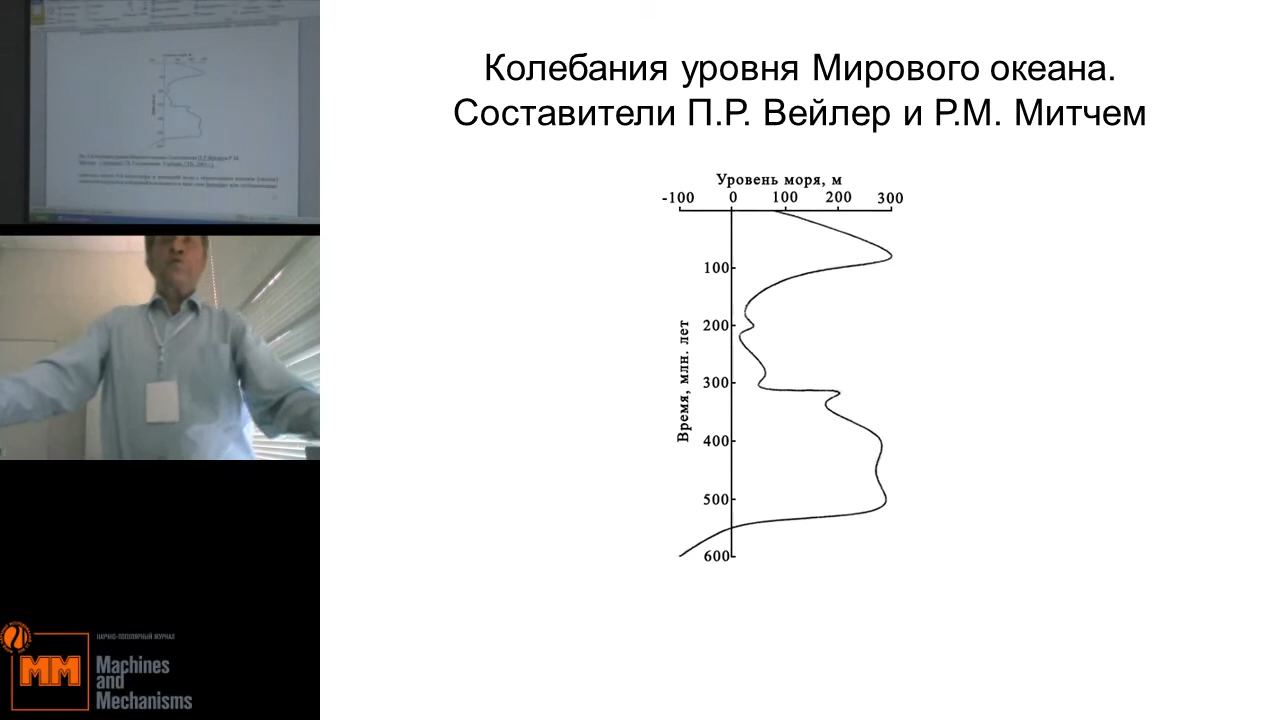 Колебания уровня Мирового океана.
Составители П.Р. Вейлер и Р.М. Митчем
Уровень моря, м
-100 0 100 200 300
Время, млн. лет
100
200
300
400
500
600
НАУЧНО-ПОПУЛЯРНЫЙ ЖУРНАЛ
MM
Machines
and
Mechanisms